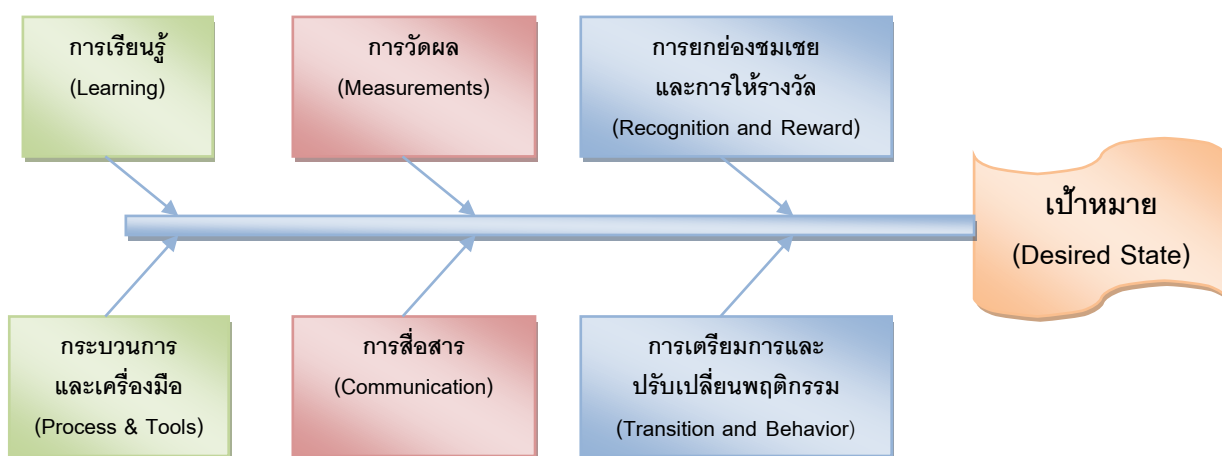 การเรียนรู้
(Learning)
การวัดผล
(Measurements)
การยกย่องชมเชย
และการให้รางวัล
(Recognition and Reward)
เป้าหมาย
(Desired State)
กระบวนการ
และเครื่องมือ
(Process & Tools)
การสื่อสาร
(Communication)
การเตรียมการและ
ปรับเปลี่ยนพฤติกรรม
(Transition and Behavior)